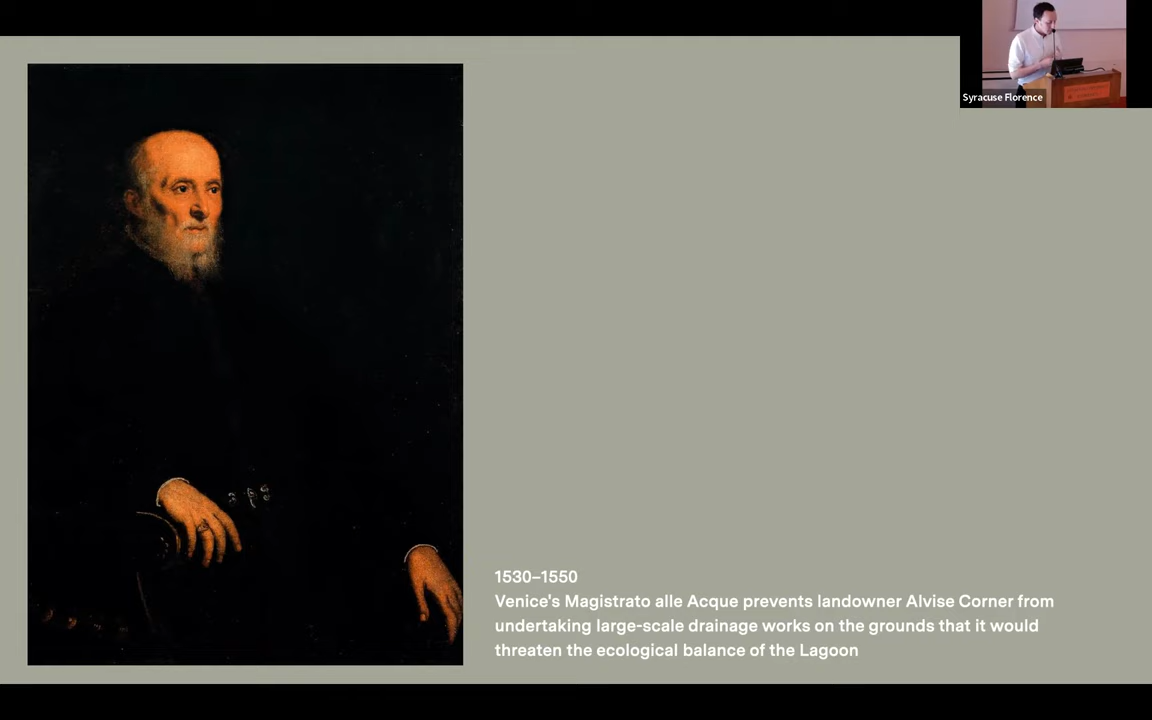 Syracuse Florence
1530–1550
Venice's Magistrato alle Acque prevents landowner Alvise Corner from
undertaking large-scale drainage works on the grounds that it would
threaten the ecological balance of the Lagoon